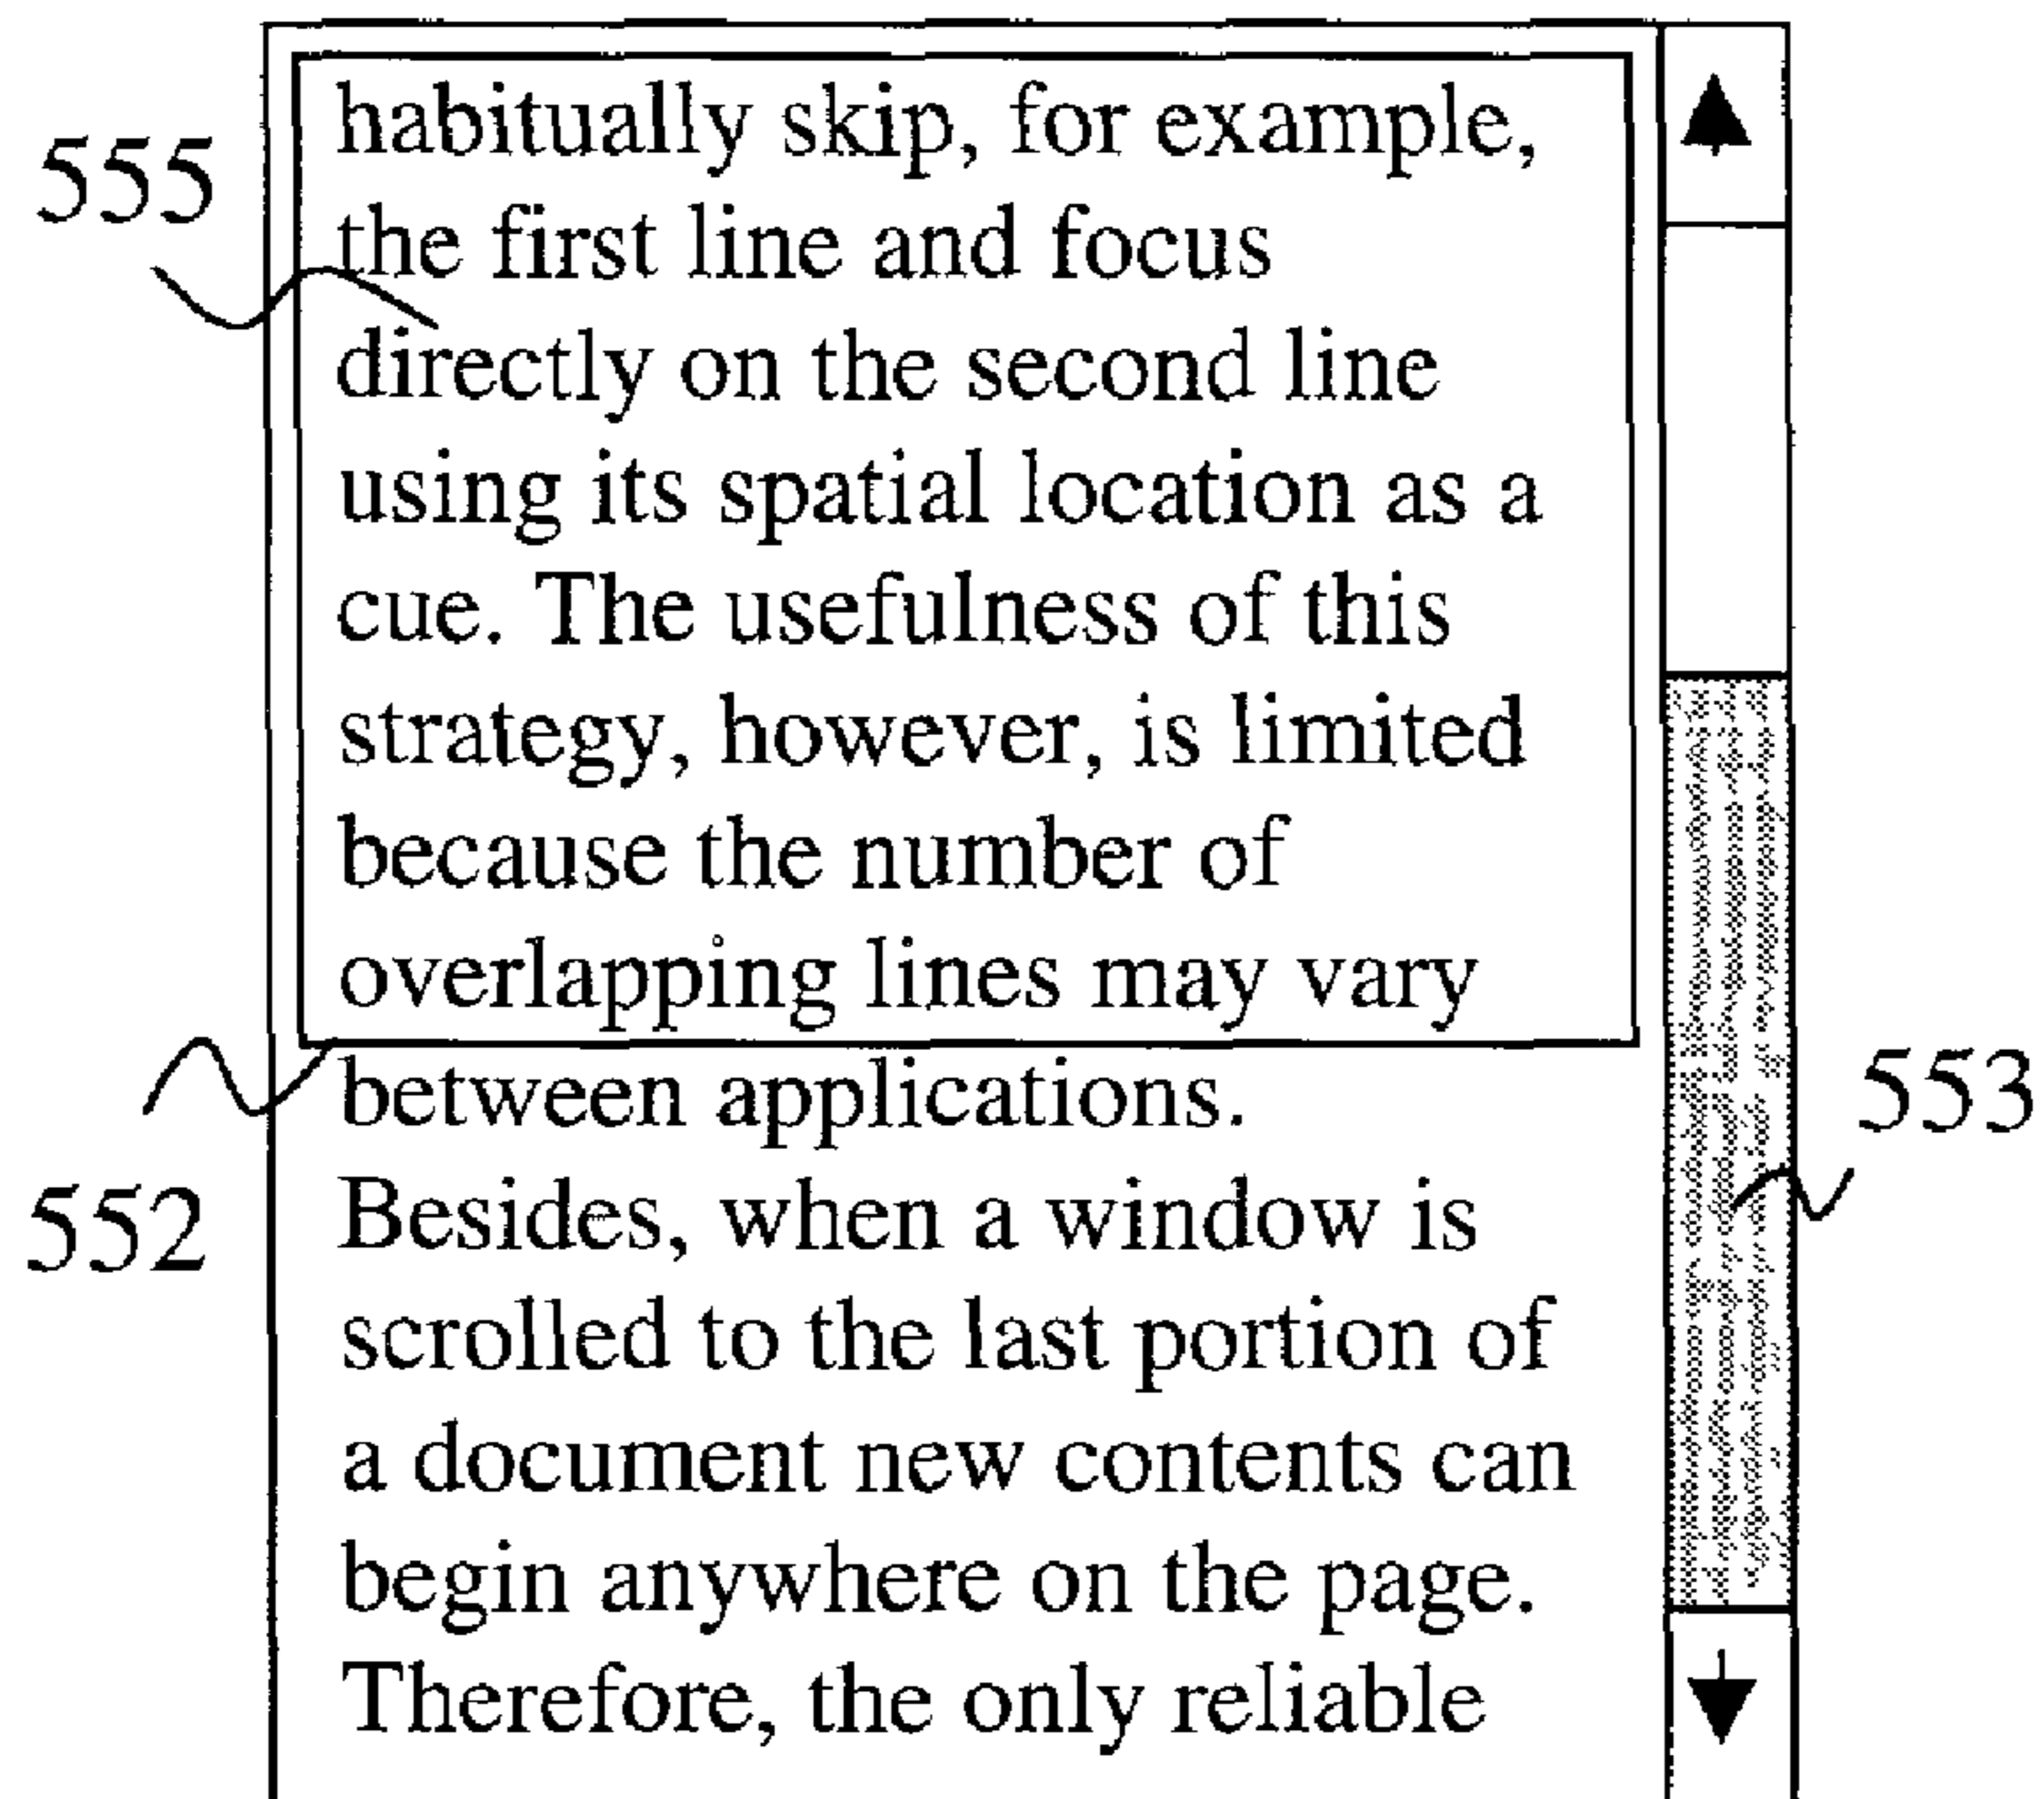 habitually skip, for example,
the first line and focus
directly on the second line
using its spatial location as a
cue. The usefulness of this
strategy, however, is limited
because the number of
overlapping lines may vary
between applications.
Besides, when a window is
scrolled to the last portion of
a document new contents can
begin anywhere on the page.
Therefore, the only reliable
555
552
553